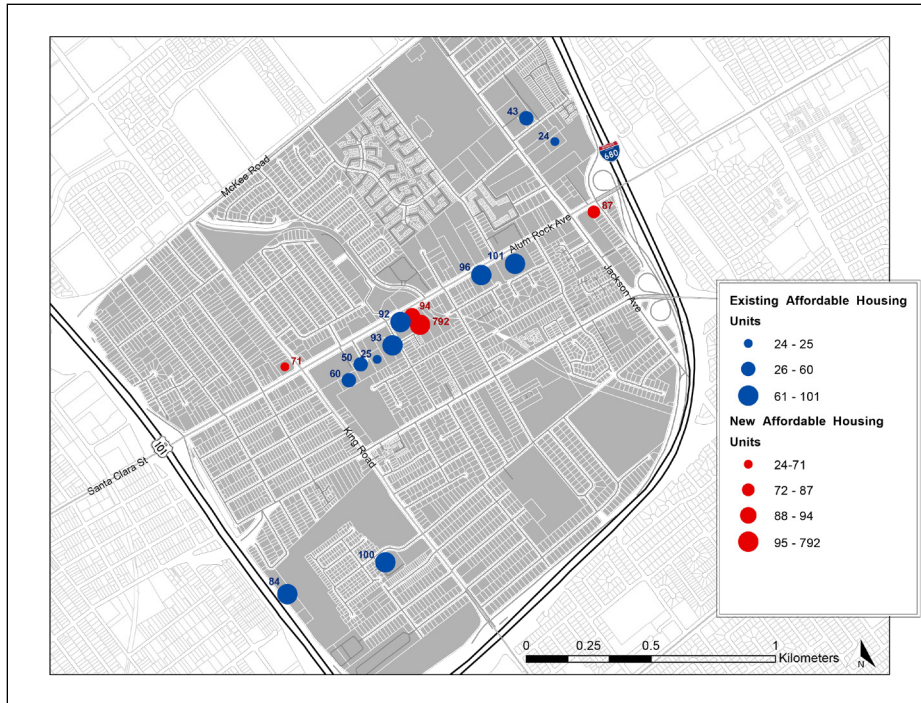 43
24
680
McKee Road
87
Alum Rock Ave
101
96
Jackson Ave
94
92
792
93
25
50
71
60
King Road
101
Santa Clara St
100
84
Existing Affordable Housing
Units
24 - 25
26 - 60
61 - 101
New Affordable Housing
Units
24-71
72 - 87
88 - 94
95 - 792
0 0.25 0.5 1
Kilometers
N